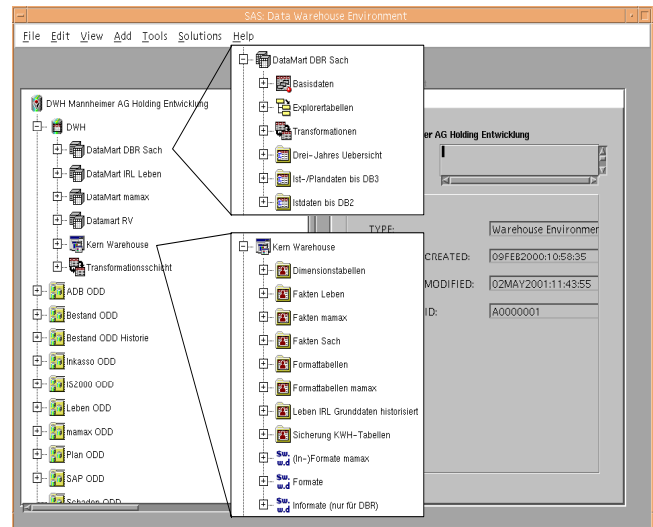 SAS: Data Warehouse Environment
File Edit View Add Tools Solutions Help
DWH Mannheimer AG Holding Entwicklung
DWH
DataMart DBR Sach
DataMart IRL Leben
DataMart mamax
Datamart RV
Kern Warehouse
Transformationsschicht
ADB ODD
Bestand ODD
Bestand ODD Historie
Inkasso ODD
IS2000 ODD
Leben ODD
mamax ODD
Plan ODD
SAP ODD
Schaden ODD
DataMart DBR Sach
Basisdaten
Explorertabellen
Transformationen
Drei-Jahres Uebersicht
Ist-/Plandaten bis DB3
Istdaten bis DB2
Kern Warehouse
Dimensionstabellen
Fakten Leben
Fakten mamax
Fakten Sach
Formattabellen
Formattabellen mamax
Leben IRL Grunddaten historisiert
Sicherung KWH-Tabellen
Sw. w.d (In-)Formate mamax
Sw. w.d Formate
Sw. w.d Informate (nur für DBR)
er AG Holding Entwicklung
TYPE: Warehouse Environmer
CREATED: 09FEB2000:10:58:35
MODIFIED: 02MAY2001:11:43:55
ID: A0000001